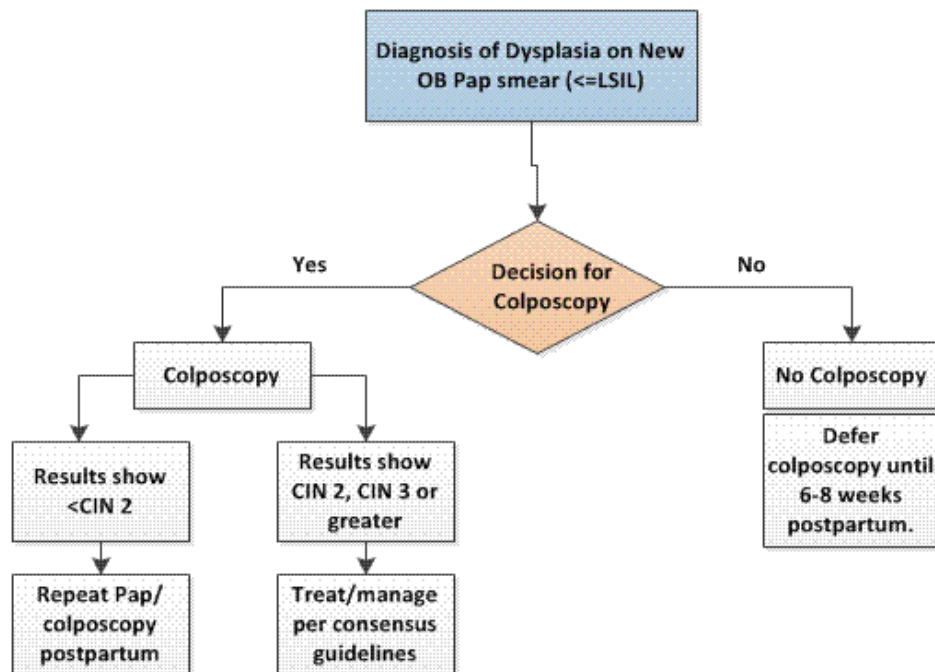 Diagnosis of Dysplasia on New
OB Pap smear (<=LSIL)
Yes
Decision for
Colposcopy
No
Colposcopy
No Colposcopy
Results show
<CIN 2
Results show
CIN 2, CIN 3 or
greater
Defer
colposcopy until
6-8 weeks
postpartum.
Repeat Pap/
colposcopy
postpartum
Treat/manage
per consensus
guidelines